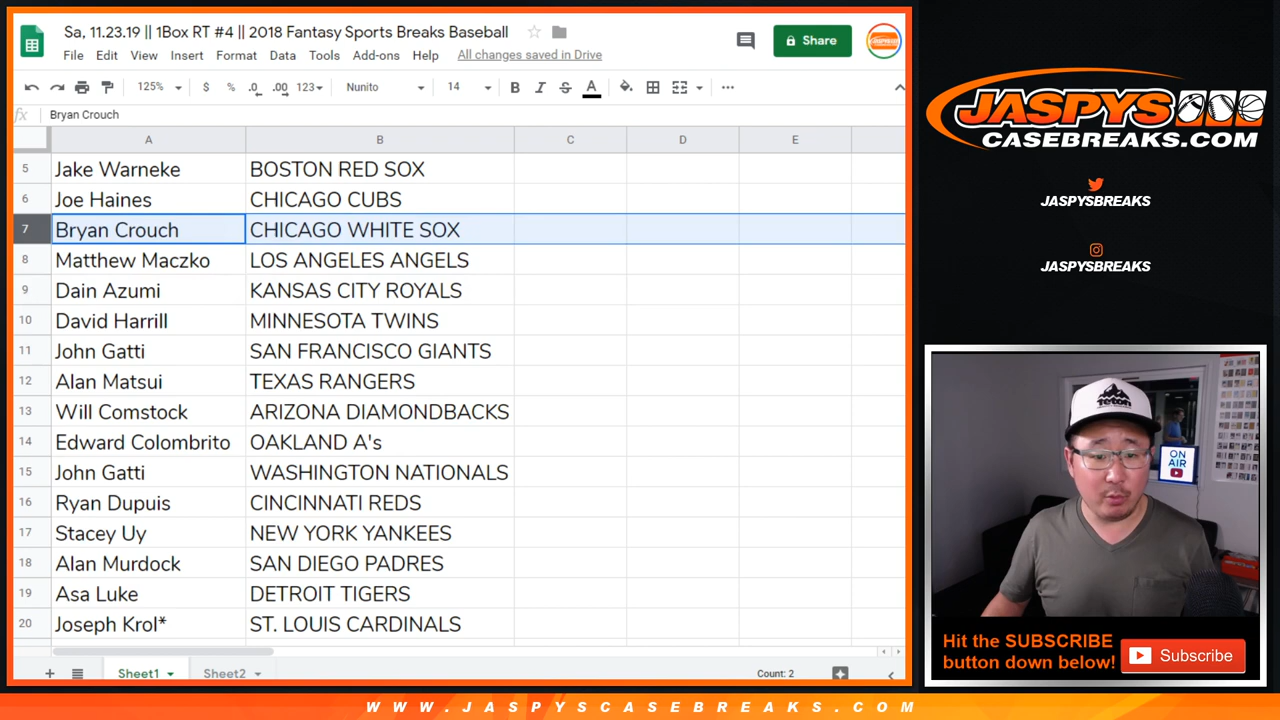 Sa, 11.23.19 || 1Box RT #4 || 2018 Fantasy Sports Breaks Baseball
File Edit View Insert Format Data Tools Add-ons Help All changes saved in Drive
Share
125% $ % .0 .00 123 Nunito 14 B I S A
fx Bryan Crouch
A B C D E
5 Jake Warneke BOSTON RED SOX
6 Joe Haines CHICAGO CUBS
7 Bryan Crouch CHICAGO WHITE SOX
8 Matthew Maczko LOS ANGELES ANGELS
9 Dain Azumi KANSAS CITY ROYALS
10 David Harrill MINNESOTA TWINS
11 John Gatti SAN FRANCISCO GIANTS
12 Alan Matsui TEXAS RANGERS
13 Will Comstock ARIZONA DIAMONDBACKS
14 Edward Colombrito OAKLAND A's
15 John Gatti WASHINGTON NATIONALS
16 Ryan Dupuis CINCINNATI REDS
17 Stacey Uy NEW YORK YANKEES
18 Alan Murdock SAN DIEGO PADRES
19 Asa Luke DETROIT TIGERS
20 Joseph Krol* ST. LOUIS CARDINALS
Sheet1 Sheet2 Count: 2
JASPYS
CASEBREAKS.COM
JASPYSBREAKS
JASPYSBREAKS
Teton
ON
AIR
Hit the SUBSCRIBE
button down below!
Subscribe
WWW.JASPYSCASEBREAKS.COM